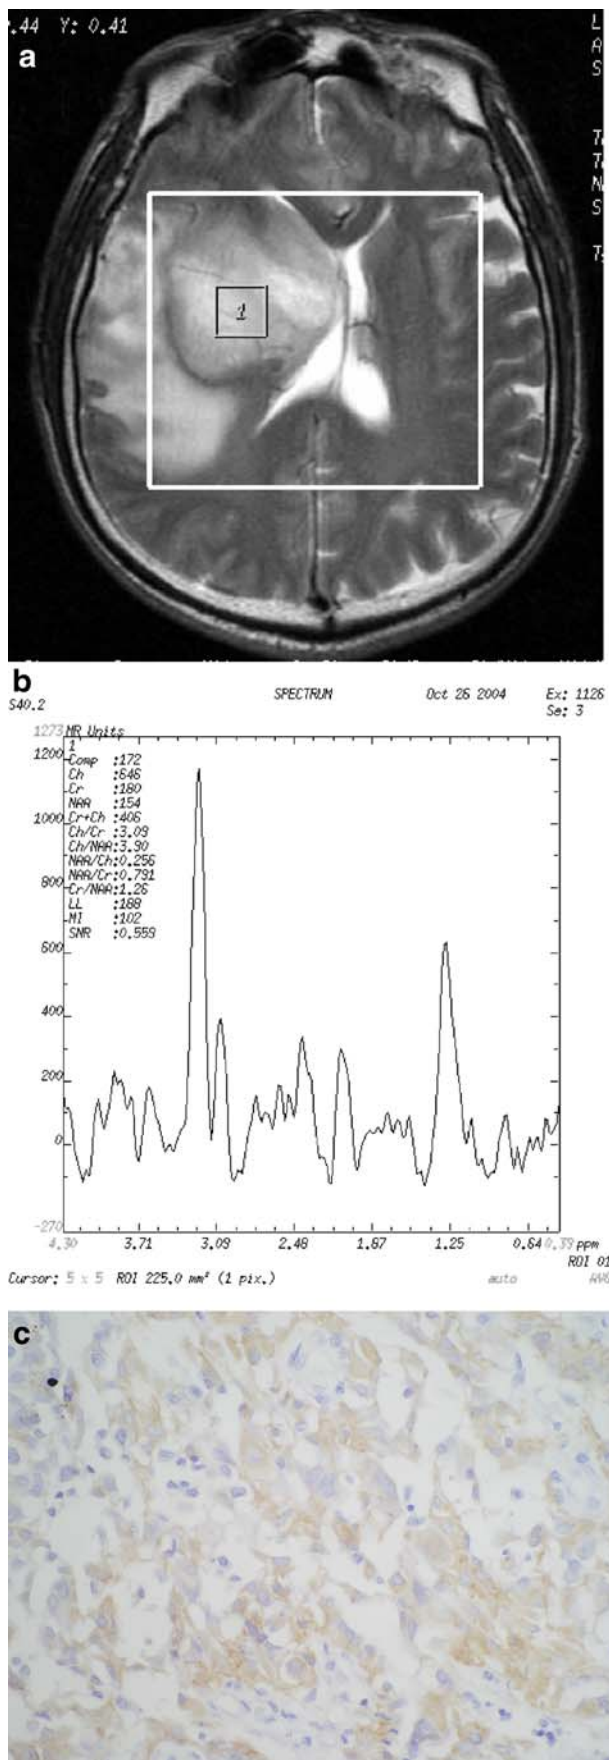 .44 Y: 0.41
L
A
S
a
T
N
S
1
b
S40.2
SPECTRUM
Oct 26 2004
Ex: 1126
Se: 3
1273 MR Units
1
Comp :172
Ch :646
Cr :180
NAA :154
Cr+Ch :406
Ch/Cr :3.09
Ch/NAA:3.90
NAA/Ch:0.256
NAA/Cr:0.791
Cr/NAA:1.26
LL :188
MI :102
SNR :0.559
1200
1000
800
600
400
200
0
-270
4.30 3.71 3.09 2.48 1.87 1.25 0.64 0.39 ppm
ROI 01
Cursor: 5 x 5 ROI 225.0 mm² (1 pix.)
auto
c